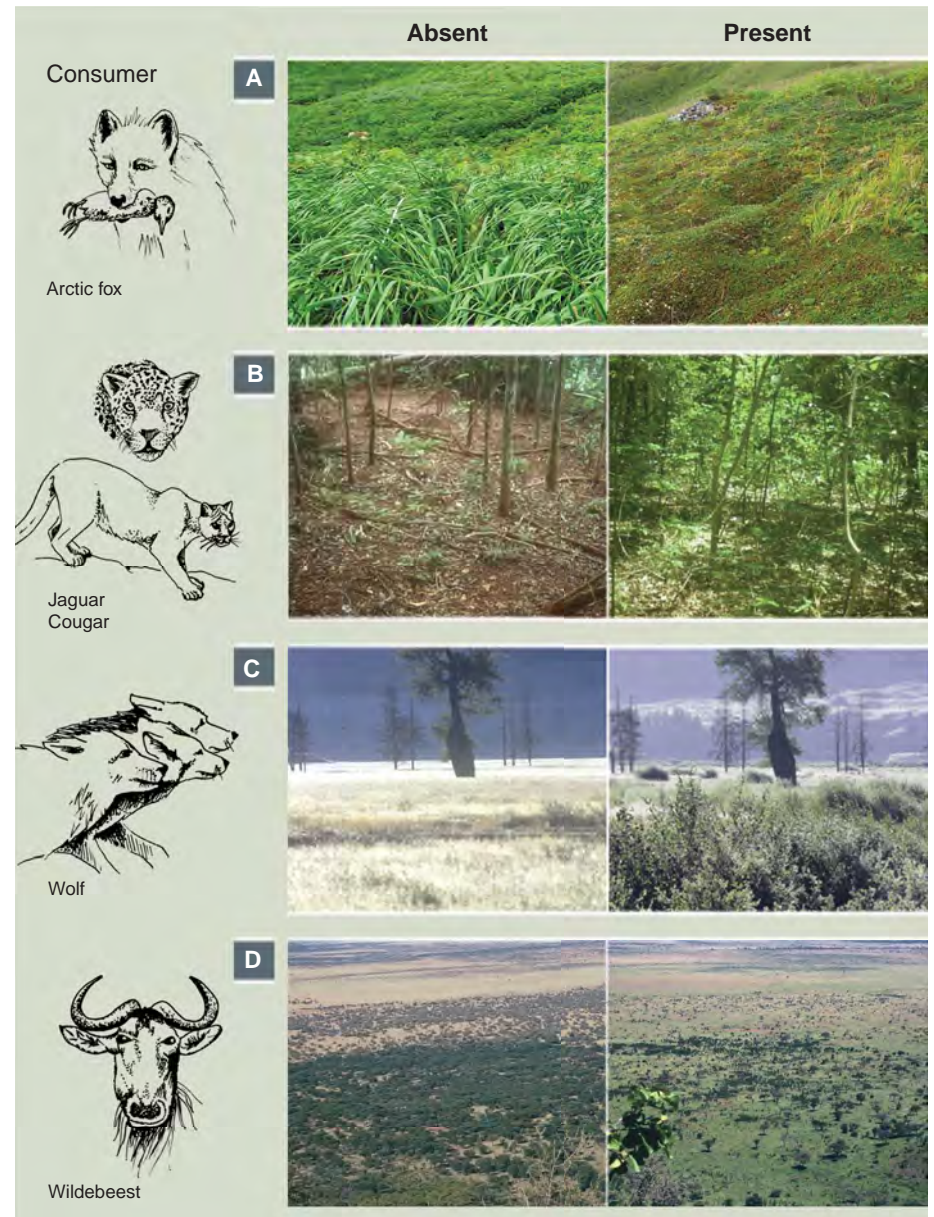 Absent
Present
Consumer
A
Arctic fox
B
Jaguar
Cougar
C
Wolf
D
Wildebeest